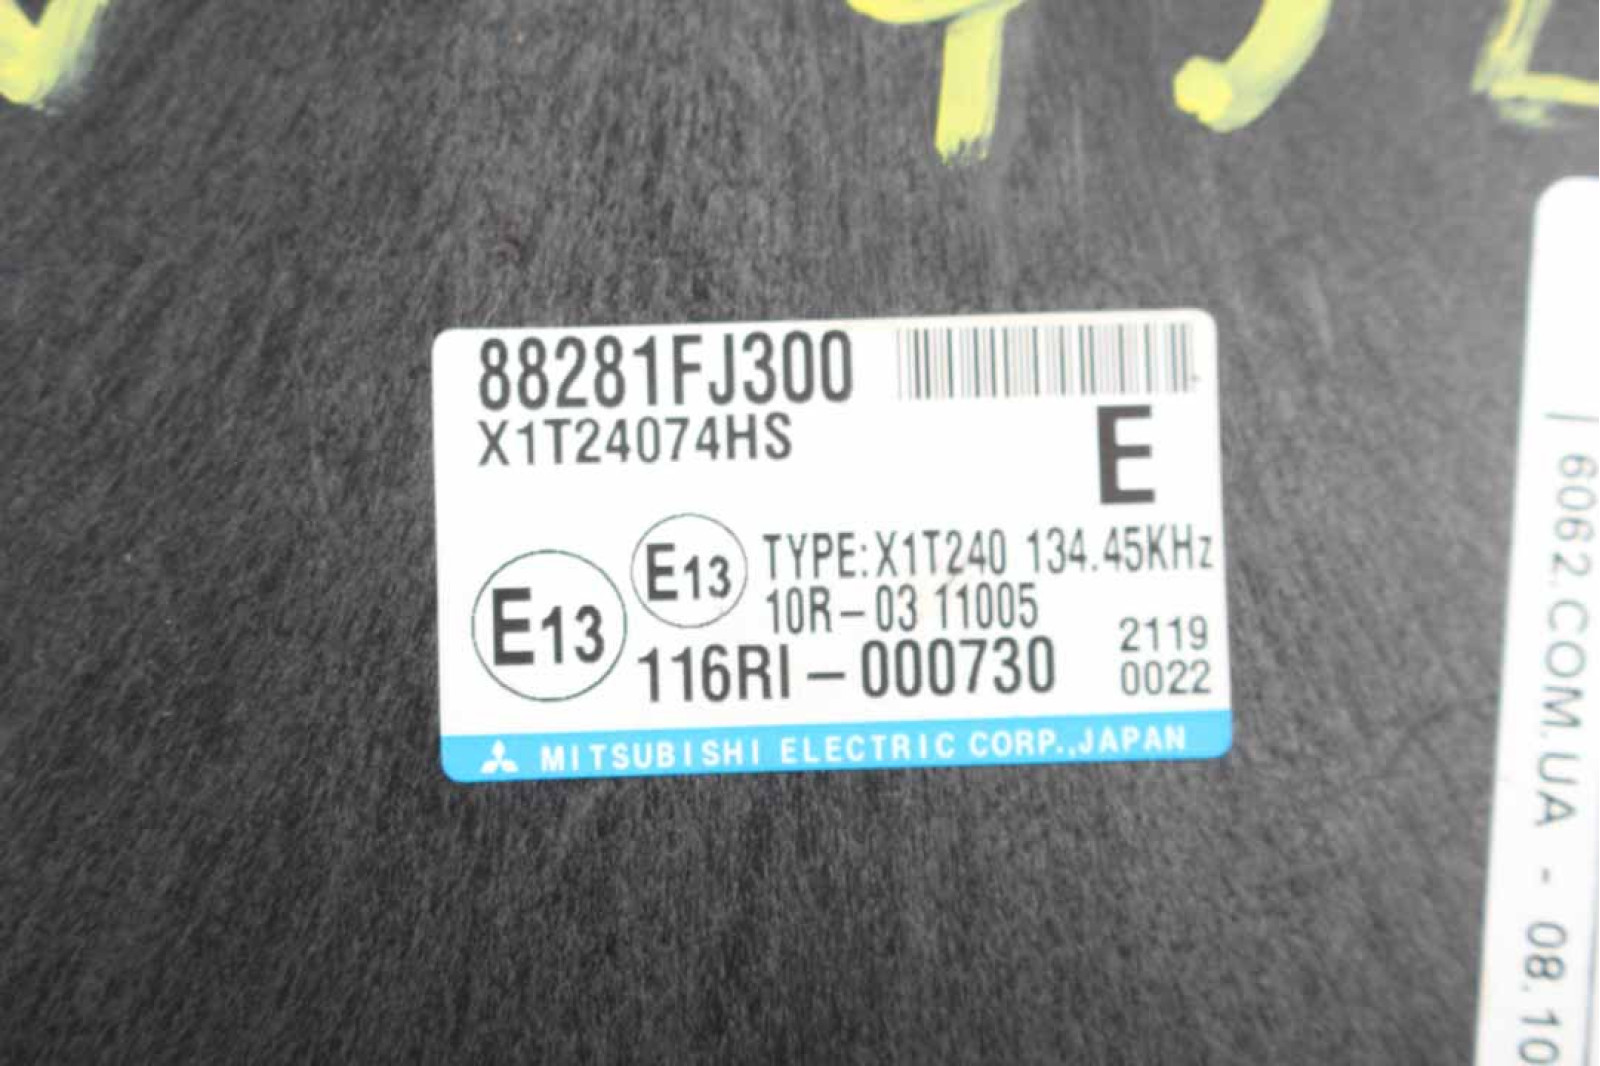 88281FJ300
X1T24074HS
E
E13
E13
TYPE:X1T240 134.45KHz
10R-03 11005
116RI-000730
2119
0022
MITSUBISHI ELECTRIC CORP.,JAPAN
6062.COM.UA - 08.10